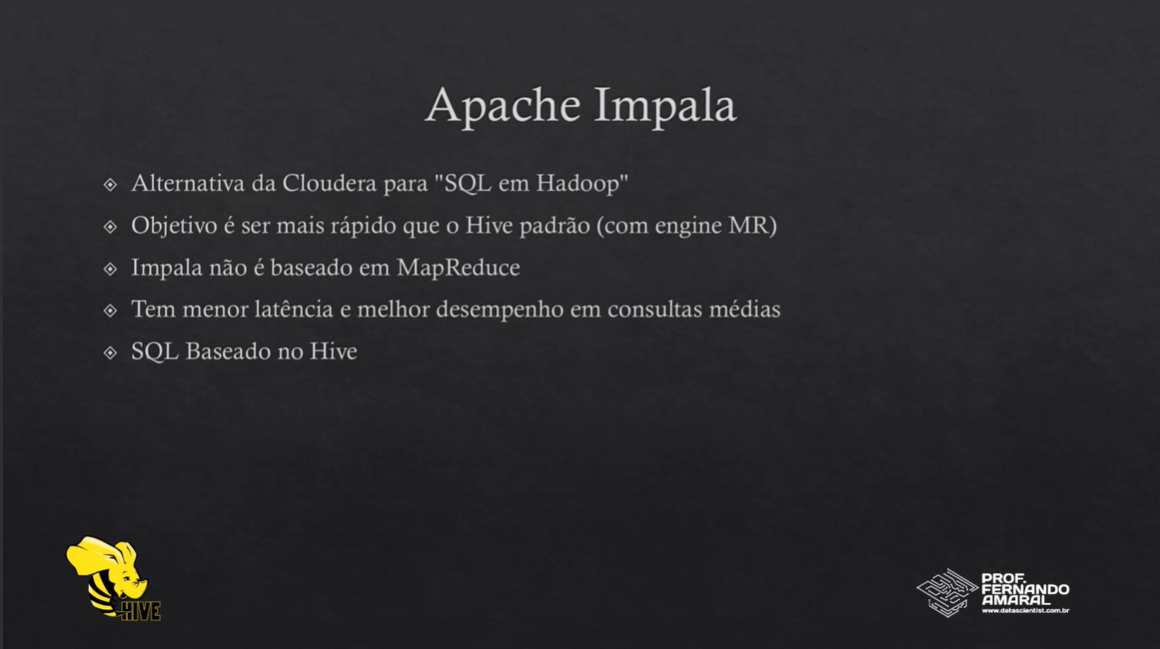 Apache Impala
Alternativa da Cloudera para "SQL em Hadoop"
Objetivo é ser mais rápido que o Hive padrão (com engine MR)
Impala não é baseado em MapReduce
Tem menor latência e melhor desempenho em consultas médias
SQL Baseado no Hive
HIVE
PROF.
FERNANDO
AMARAL
www.datascientist.com.br